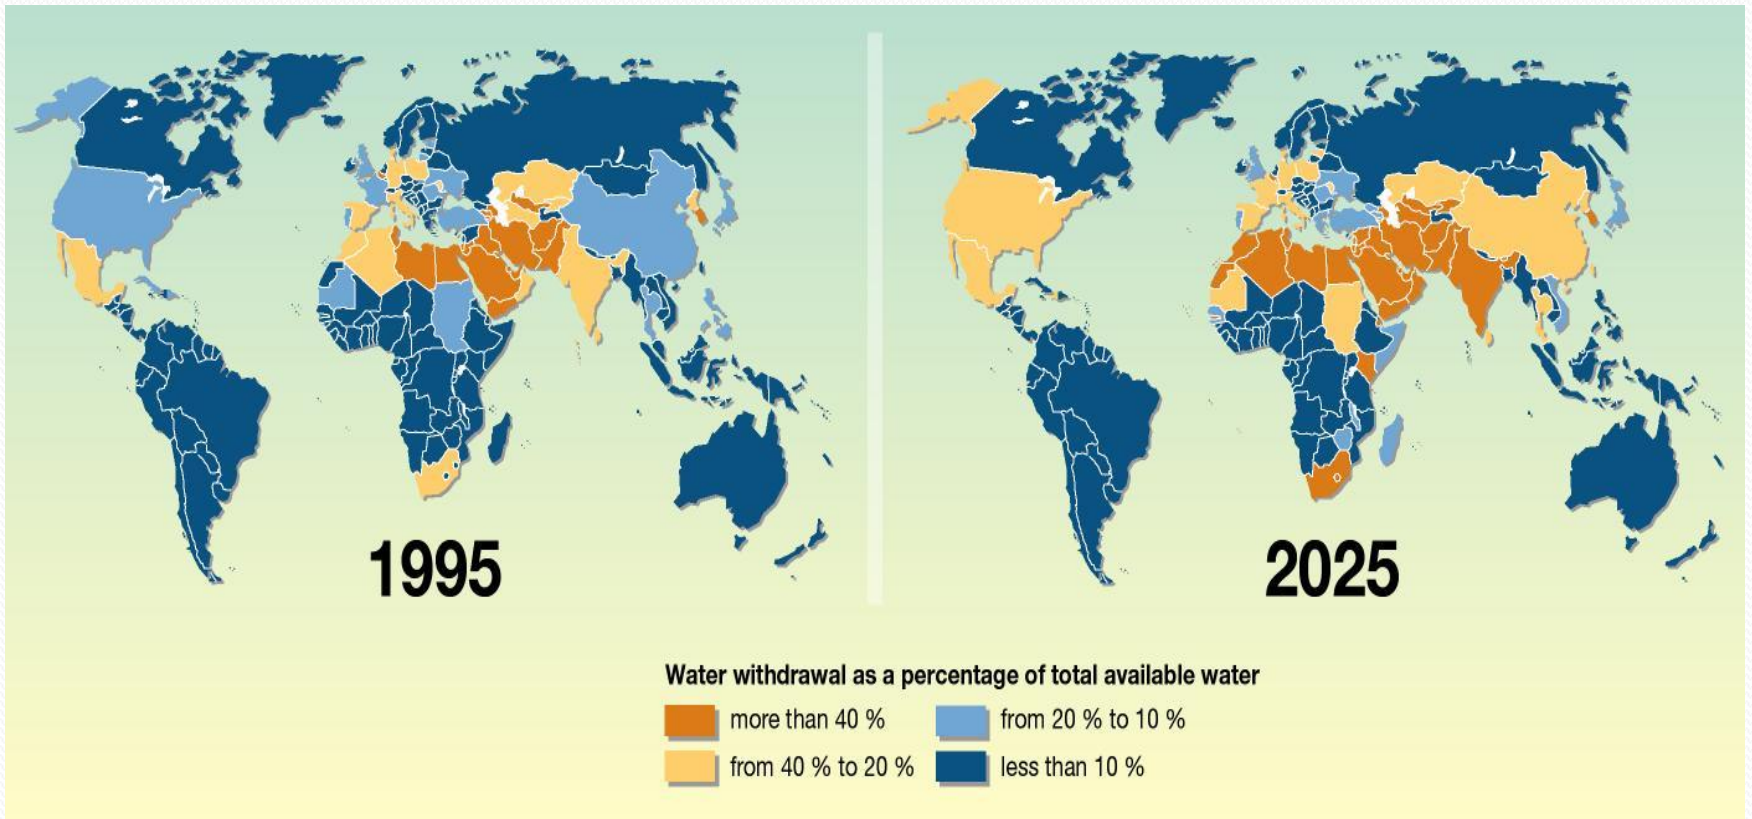 1995
2025
Water withdrawal as a percentage of total available water
more than 40 %
from 20 % to 10 %
from 40 % to 20 %
less than 10 %